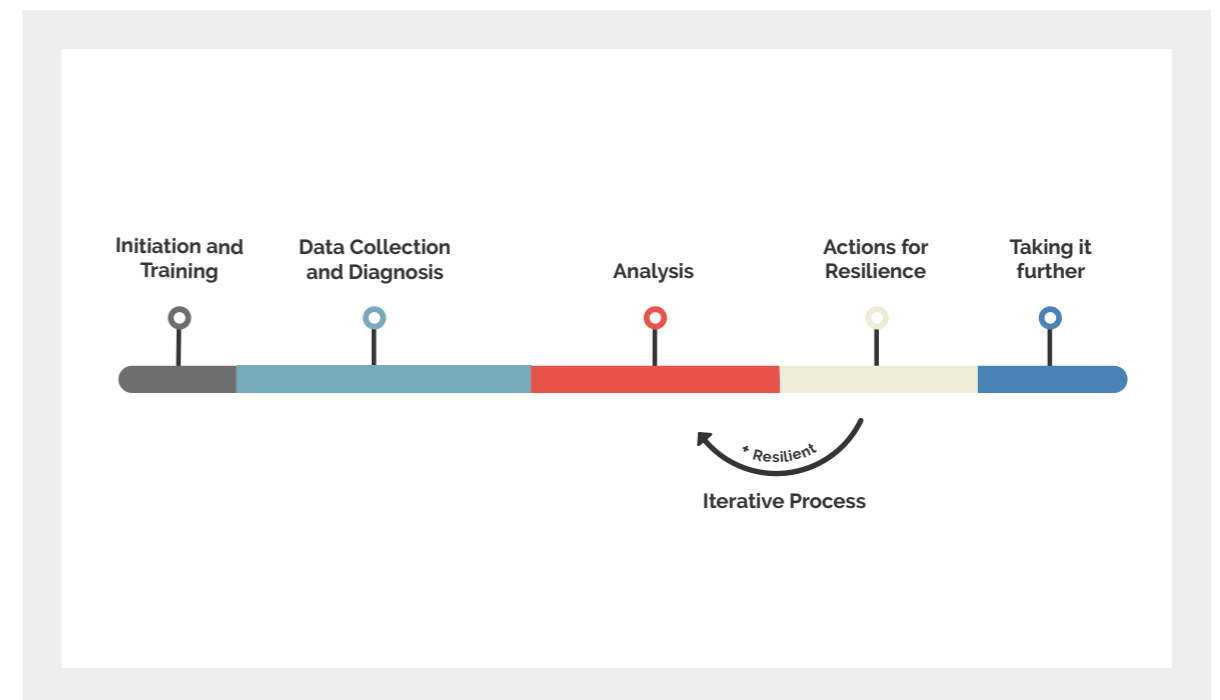 Initiation and
Training
Data Collection
and Diagnosis
Analysis
Actions for
Resilience
Taking it
further
+ Resilient
Iterative Process